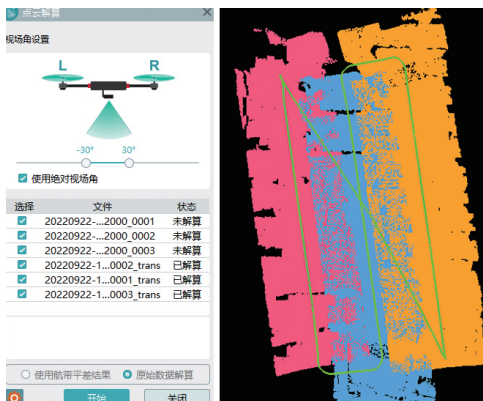 点云解算
视场角设置
L R
-30° 30°
使用绝对视场角
选择 文件 状态
20220922-...2000_0001 未解算
20220922-...2000_0002 未解算
20220922-...2000_0003 未解算
20220922-1...0002_trans 已解算
20220922-1...0001_trans 已解算
20220922-1...0003_trans 已解算
使用航带平差结果 原始数据解算
开始 关闭